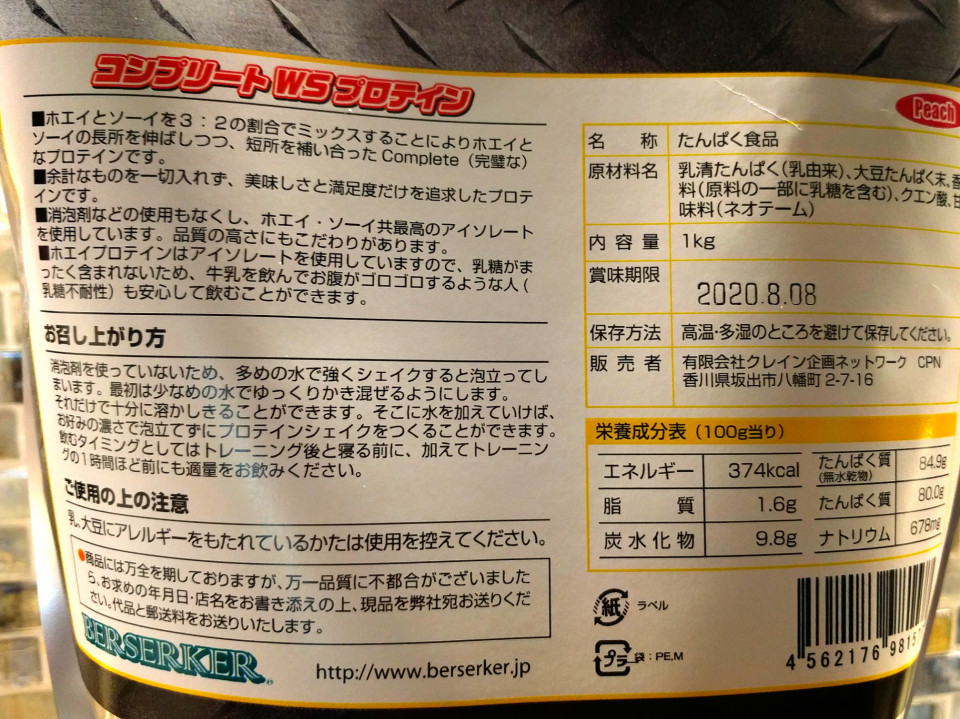 コンプリートWSプロテイン
■ホエイとソーイを3：2の割合でミックスすることによりホエイと
ソーイの長所を伸ばしつつ、短所を補い合ったComplete（完璧な）
なプロテインです。
■余計なものを一切入れず、美味しさと満足度だけを追求したプロテ
インです。
■消泡剤などの使用もなくし、ホエイ・ソーイ共最高のアイソレート
を使用しています。品質の高さにもこだわりがあります。
■ホエイプロテインはアイソレートを使用していますので、乳糖がま
ったく含まれないため、牛乳を飲んでお腹がゴロゴロするような人（
乳糖不耐性）も安心して飲むことができます。
お召し上がり方
消泡剤を使っていないため、多めの水で強くシェイクすると泡立ってし
まいます。最初は少なめの水でゆっくりかき混ぜるようにします。
それだけで十分に溶かしきることができます。そこに水を加えていけば、
お好みの濃さで泡立てずにプロテインシェイクをつくることができます。
飲むタイミングとしてはトレーニング後と寝る前に、加えてトレーニン
グの1時間ほど前にも適量をお飲みください。
ご使用の上の注意
乳、大豆にアレルギーをもたれているかたは使用を控えてください。
●商品には万全を期しておりますが、万一品質に不都合がございました
ら、お求めの年月日・店名をお書き添えの上、現品を弊社宛お送りくだ
さい。代品と郵送料をお送りいたします。
BERSERKER
http://www.berserker.jp
Peach
名 称 たんぱく食品
原材料名 乳清たんぱく（乳由来）、大豆たんぱく末、香
料（原料の一部に乳糖を含む）、クエン酸、甘
味料（ネオテーム）
内容量 1kg
賞味期限
2020.8.08
保存方法 高温・多湿のところを避けて保存してください。
販売者 有限会社クレイン企画ネットワーク CPN
香川県坂出市八幡町2-7-16
栄養成分表（100g当り）
エネルギー 374kcal たんぱく質（無水乾物） 84.9g
脂質 1.6g たんぱく質 80.0g
炭水化物 9.8g ナトリウム 678mg
紙 ラベル
プラ 袋：PE,M
4 562176 9815